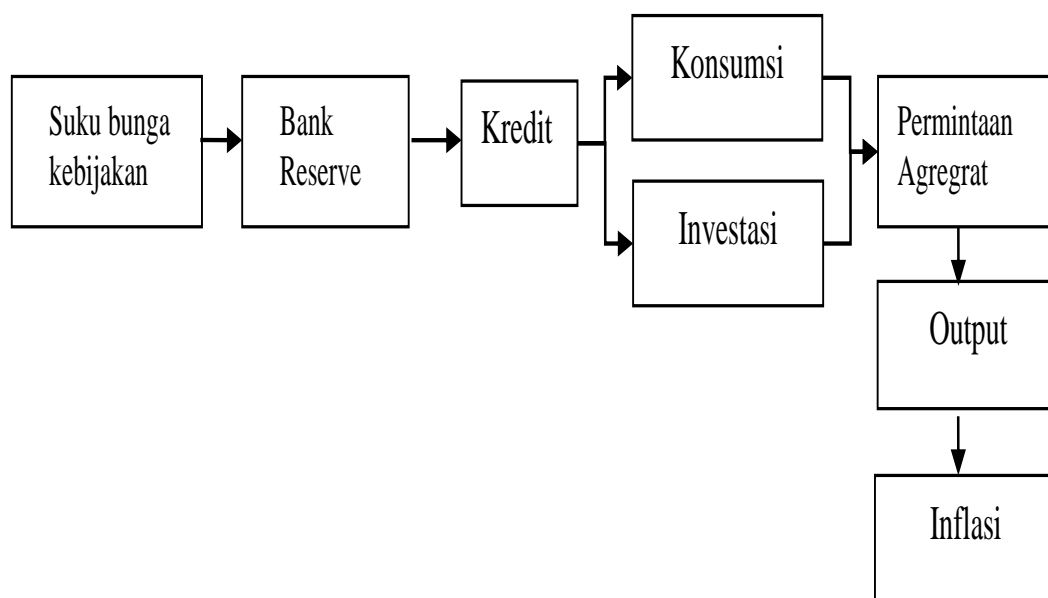 Suku bunga
kebijakan
Bank
Reserve
Kredit
Konsumsi
Investasi
Permintaan
Agregrat
Output
Inflasi